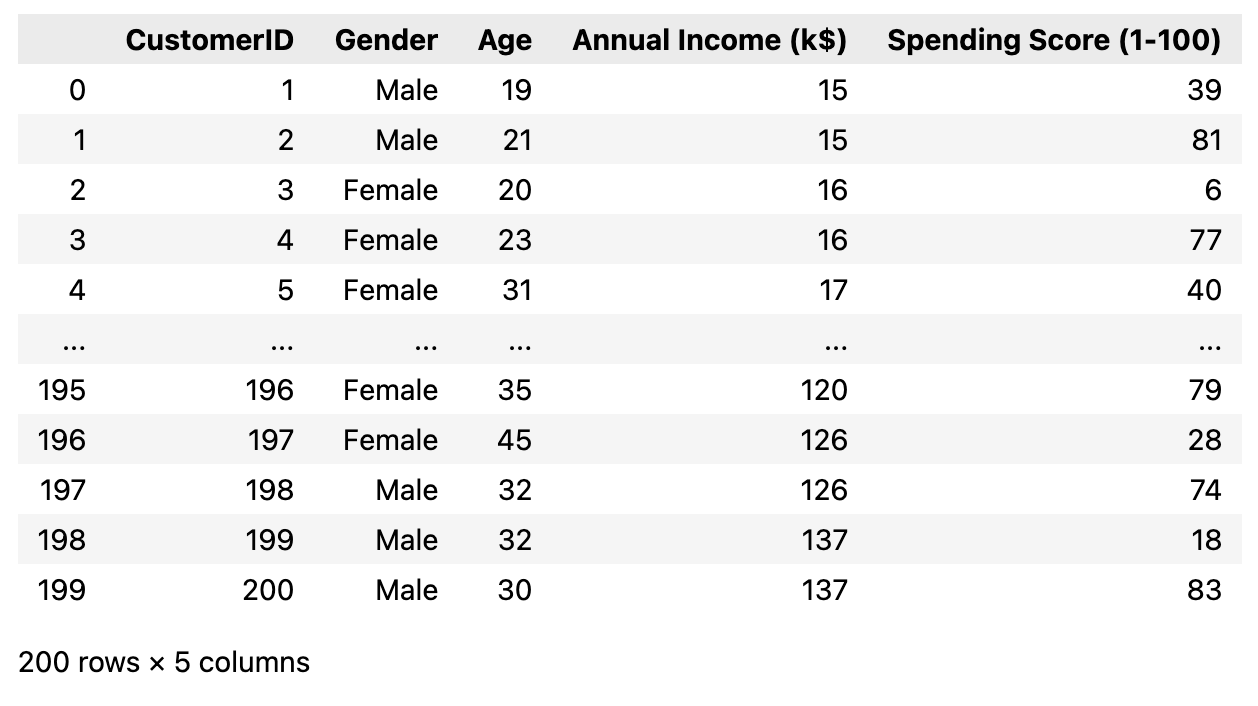 CustomerID Gender Age Annual Income (k$) Spending Score (1-100)
0 1 Male 19 15 39
1 2 Male 21 15 81
2 3 Female 20 16 6
3 4 Female 23 16 77
4 5 Female 31 17 40
... ... ... ... ... ...
195 196 Female 35 120 79
196 197 Female 45 126 28
197 198 Male 32 126 74
198 199 Male 32 137 18
199 200 Male 30 137 83
200 rows × 5 columns